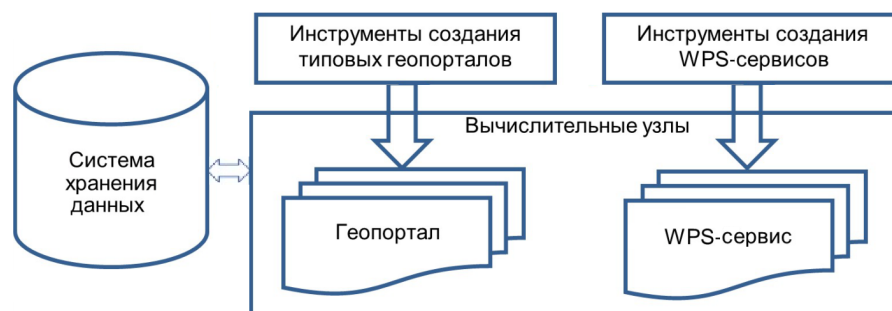 Инструменты создания
типовых геопорталов
Инструменты создания
WPS-сервисов
Вычислительные узлы
Система
хранения
данных
Геопортал
WPS-сервис